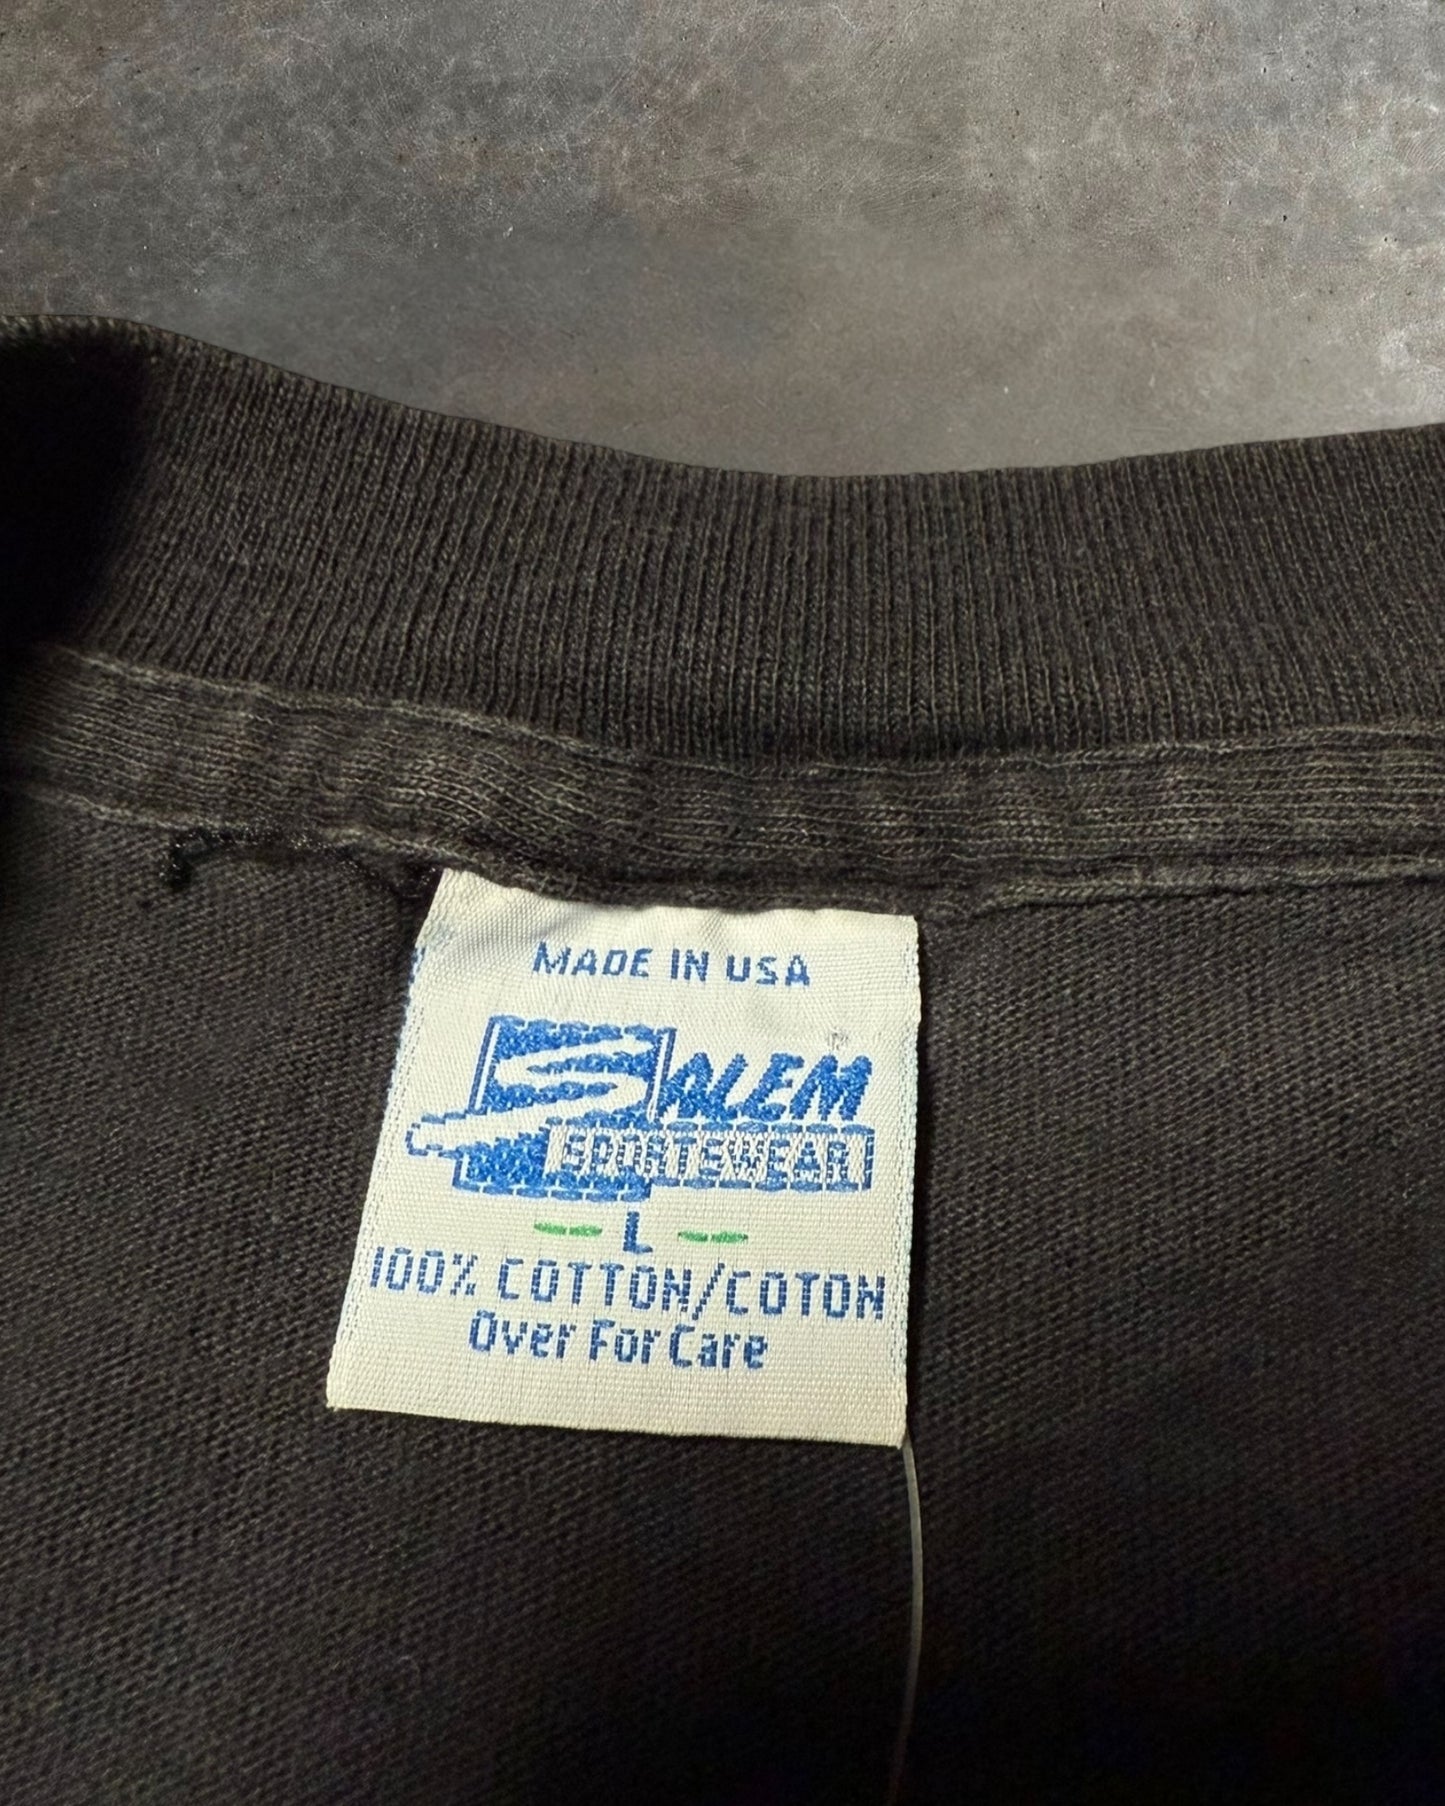 MADE IN USA
SALEM
SPORTSWEAR
L
100% COTTON/COTON
Over For Care